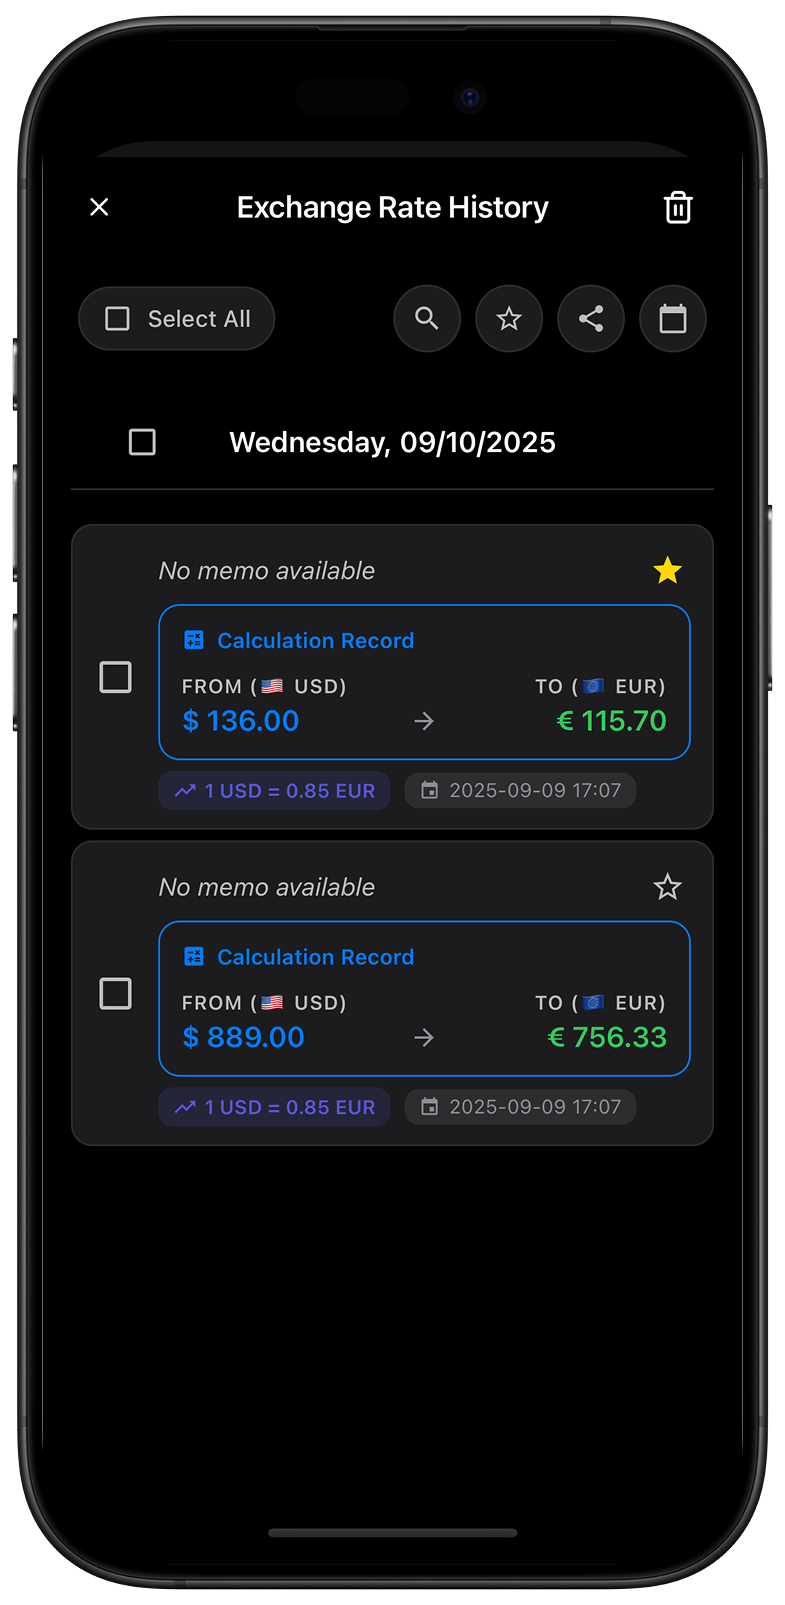 Exchange Rate History
Select All
Wednesday, 09/10/2025
No memo available
Calculation Record
FROM (🇺🇸 USD) TO (🇪🇺 EUR)
$ 136.00 → € 115.70
1 USD = 0.85 EUR 2025-09-09 17:07
No memo available
Calculation Record
FROM (🇺🇸 USD) TO (🇪🇺 EUR)
$ 889.00 → € 756.33
1 USD = 0.85 EUR 2025-09-09 17:07